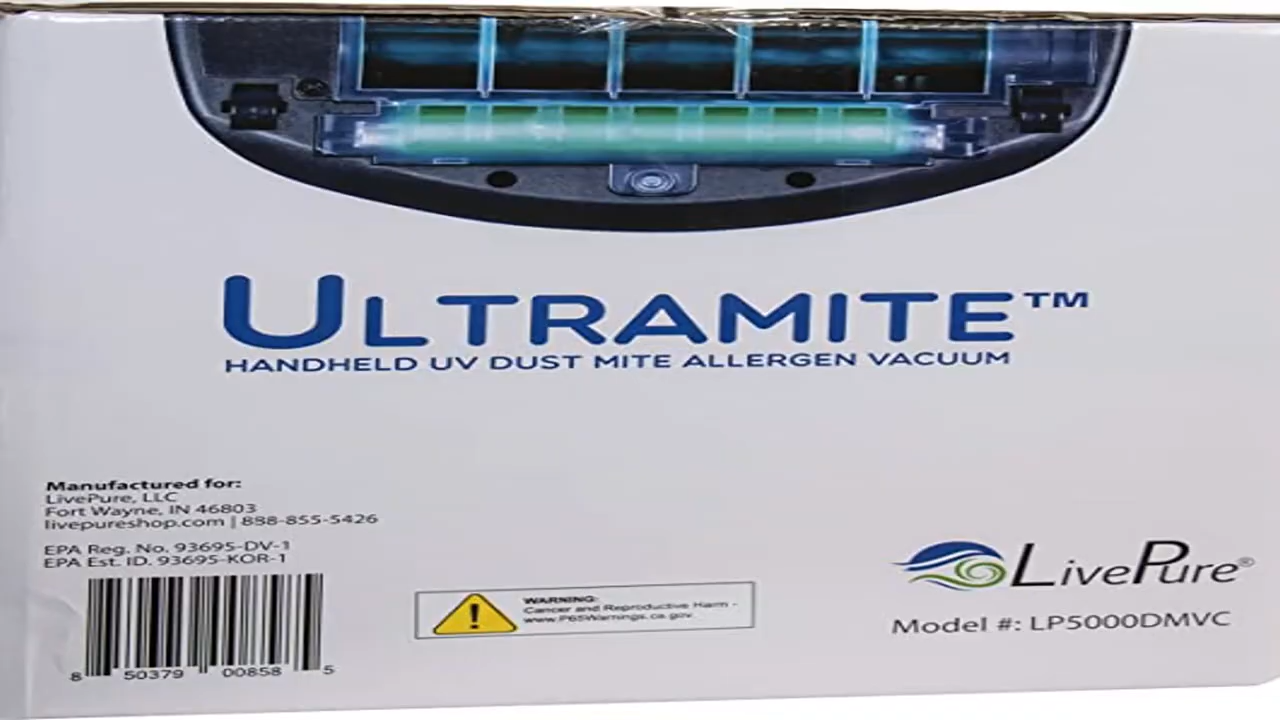 ULTRAMITE™
HANDHELD UV DUST MITE ALLERGEN VACUUM
Manufactured for:
LivePure, LLC
Fort Wayne, IN 46803
livepureshop.com | 888-855-5426
EPA Reg. No. 93695-DV-1
EPA Est. ID. 93695-KOR-1
8 50379 00858 5
WARNING:
Cancer and Reproductive Harm -
www.P65Warnings.ca.gov
LivePure®
Model #: LP5000DMVC